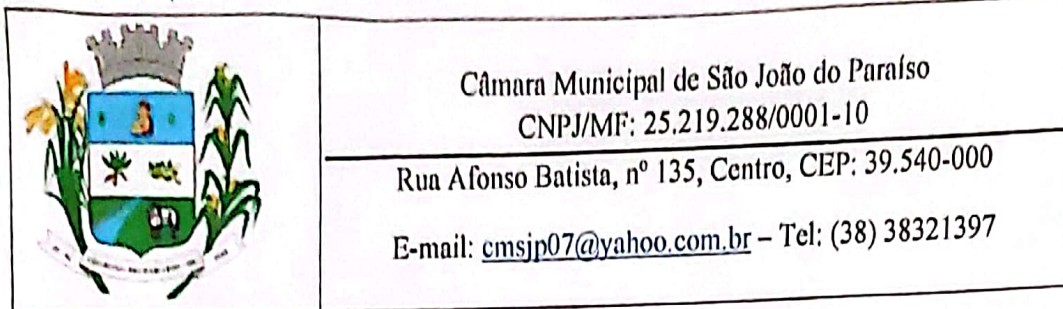 Câmara Municipal de São João do Paraíso
CNPJ/MF: 25.219.288/0001-10
Rua Afonso Batista, nº 135, Centro, CEP: 39.540-000
E-mail: cmsjp07@yahoo.com.br – Tel: (38) 38321397